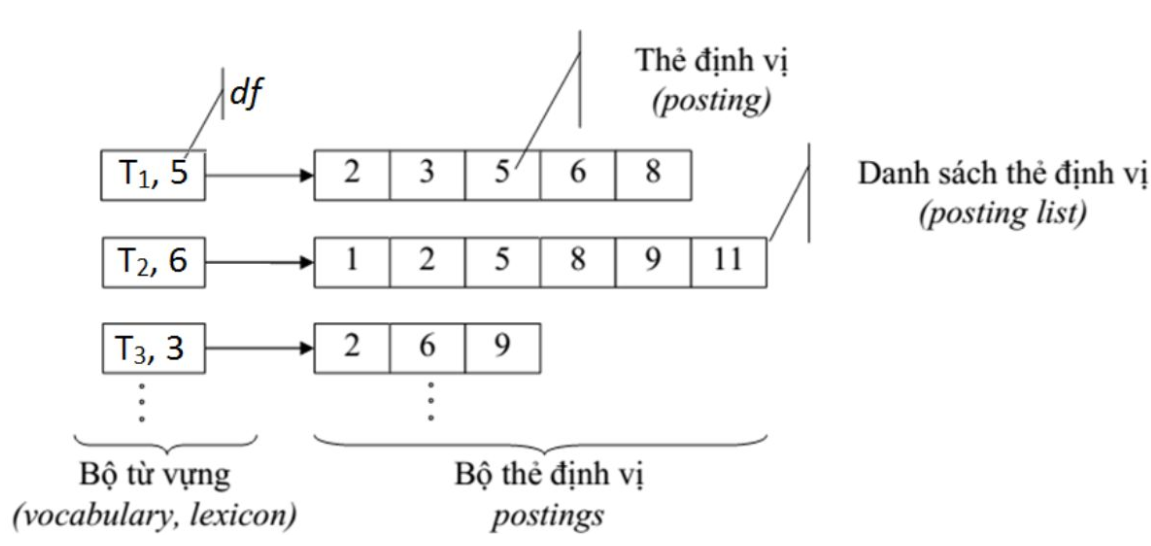 df
Thẻ định vị
(posting)
T₁, 5 2 3 5 6 8
Danh sách thẻ định vị
(posting list)
T₂, 6 1 2 5 8 9 11
T₃, 3 2 6 9
Bộ từ vựng
(vocabulary, lexicon)
Bộ thẻ định vị
postings